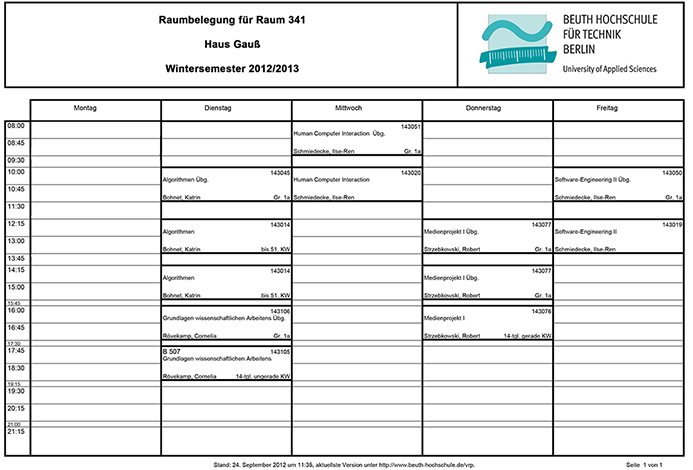 Raumbelegung für Raum 341
Haus Gauß
Wintersemester 2012/2013
BEUTH HOCHSCHULE
FÜR TECHNIK
BERLIN
University of Applied Sciences
Montag Dienstag Mittwoch Donnerstag Freitag
08:00 143051
Human Computer Interaction Übg.
08:45
Schmiedecke, Ilse-Ren Gr. 1a
09:30
10:00 143045 143020 143050
Algorithmen Übg. Human Computer Interaction Software-Engineering II Übg.
10:45
Bohnet, Katrin Gr. 1a Schmiedecke, Ilse-Ren Schmiedecke, Ilse-Ren Gr. 1a
11:30
12:15 143014 143077 143019
Algorithmen Medienprojekt I Übg. Software-Engineering II
13:00
Bohnet, Katrin bis 51. KW Strzebkowski, Robert Gr. 1a Schmiedecke, Ilse-Ren
13:45
14:15 143014 143077
Algorithmen Medienprojekt I Übg.
15:00
Bohnet, Katrin bis 51. KW Strzebkowski, Robert Gr. 1a
15:45
16:00 143106 143076
Grundlagen wissenschaftlichen Arbeitens Übg. Medienprojekt I
16:45
Rövekamp, Cornelia Gr. 1a Strzebkowski, Robert 14-tgl. gerade KW
17:30
17:45 B 507 143105
Grundlagen wissenschaftlichen Arbeitens
18:30
Rövekamp, Cornelia 14-tgl. ungerade KW
19:15
19:30
20:15
21:00
21:15
Stand: 24. September 2012 um 11:35, aktuellste Version unter http://www.beuth-hochschule.de/vrp. Seite 1 von 1